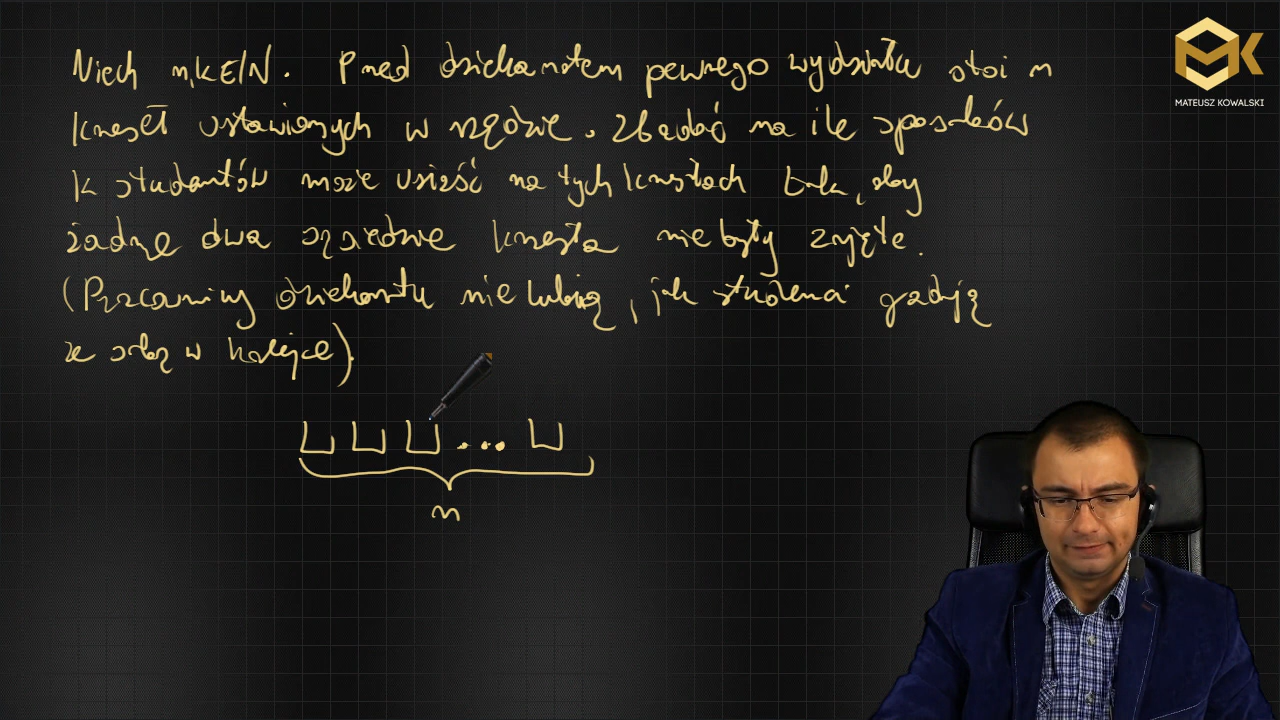 Niech n,k∈ℕ. Przed dziekanatem pewnego wydziału stoi n
krzeseł ustawionych w rzędzie. Zbadać na ile sposobów
k studentów może usiąść na tych krzesłach tak, aby
żadne dwa sąsiednie krzesła nie były zajęte.
(Pracownicy dziekanatu nie lubią, jak studenci gadają
ze sobą w kolejce).
...
n
MK
MATEUSZ KOWALSKI